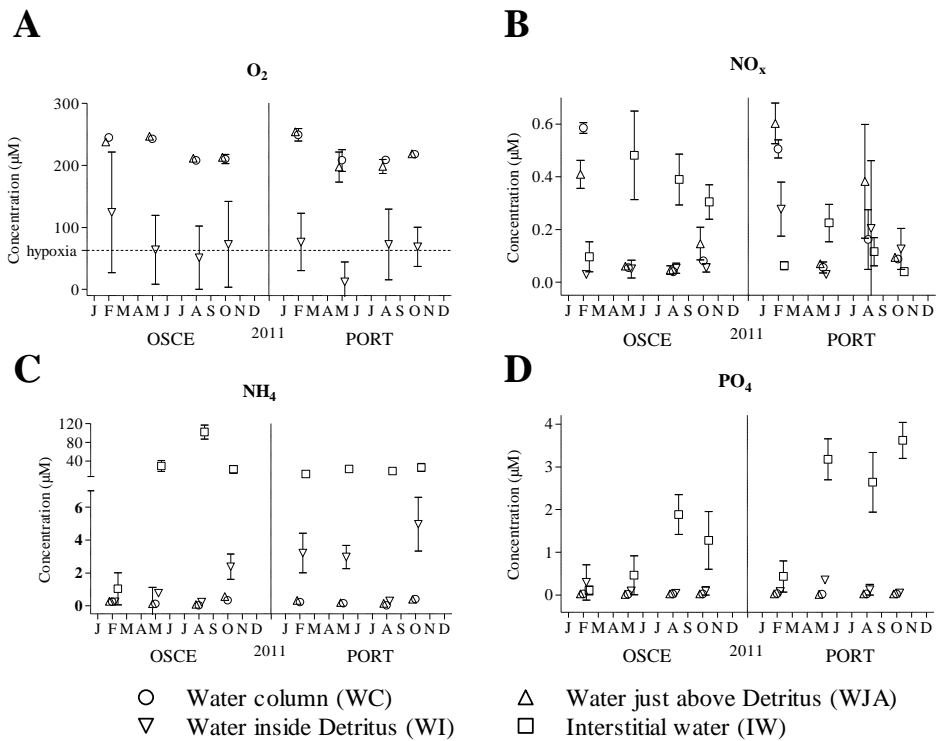 A
B
O2
NOx
Concentration (μM)
300
200
100
hypoxia
0
J F M A M J J A S O N D
J F M A M J J A S O N D
OSCE
2011
PORT
Concentration (μM)
0.6
0.4
0.2
0.0
J F M A M J J A S O N D
J F M A M J J A S O N D
OSCE
2011
PORT
C
D
NH4
PO4
Concentration (μM)
120
80
40
6
4
2
0
J F M A M J J A S O N D
J F M A M J J A S O N D
OSCE
2011
PORT
Concentration (μM)
4
3
2
1
0
J F M A M J J A S O N D
J F M A M J J A S O N D
OSCE
2011
PORT
Water column (WC)
Water just above Detritus (WJA)
Water inside Detritus (WI)
Interstitial water (IW)